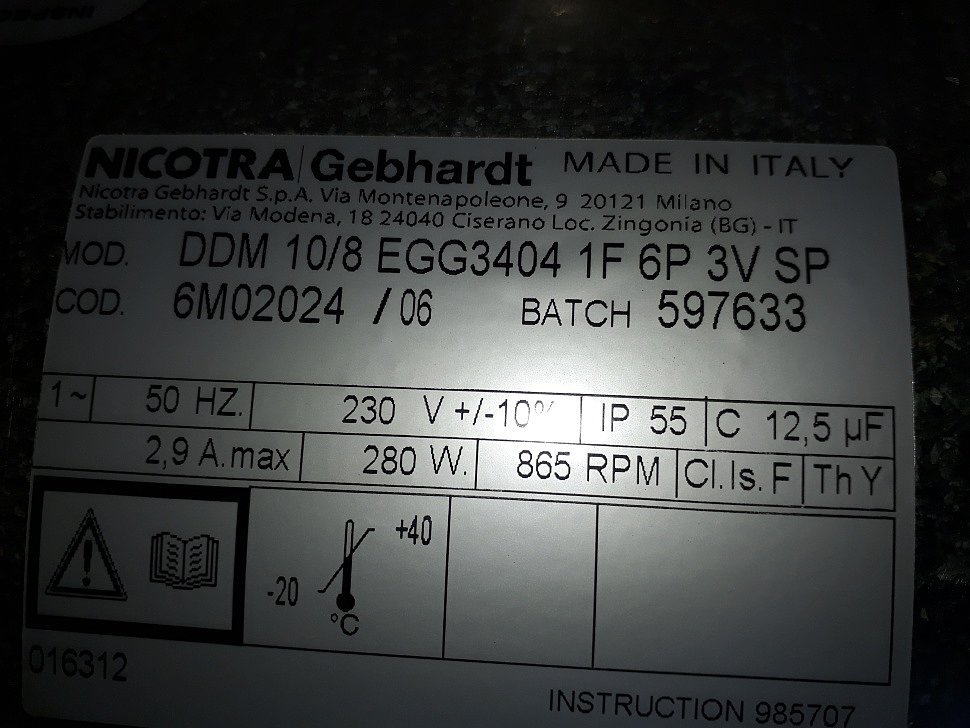 NICOTRA Gebhardt MADE IN ITALY
Nicotra Gebhardt S.p.A. Via Montenapoleone, 9 20121 Milano
Stabilimento: Via Modena, 18 24040 Ciserano Loc. Zingonia (BG) - IT
MOD. DDM 10/8 EGG3404 1F 6P 3V SP
COD. 6M02024 / 06 BATCH 597633
1~ 50 HZ. 230 V +/-10% IP 55 C 12,5 µF
2,9 A.max 280 W. 865 RPM Cl.Is. F Th Y
+40
-20
°C
016312
INSTRUCTION 985707